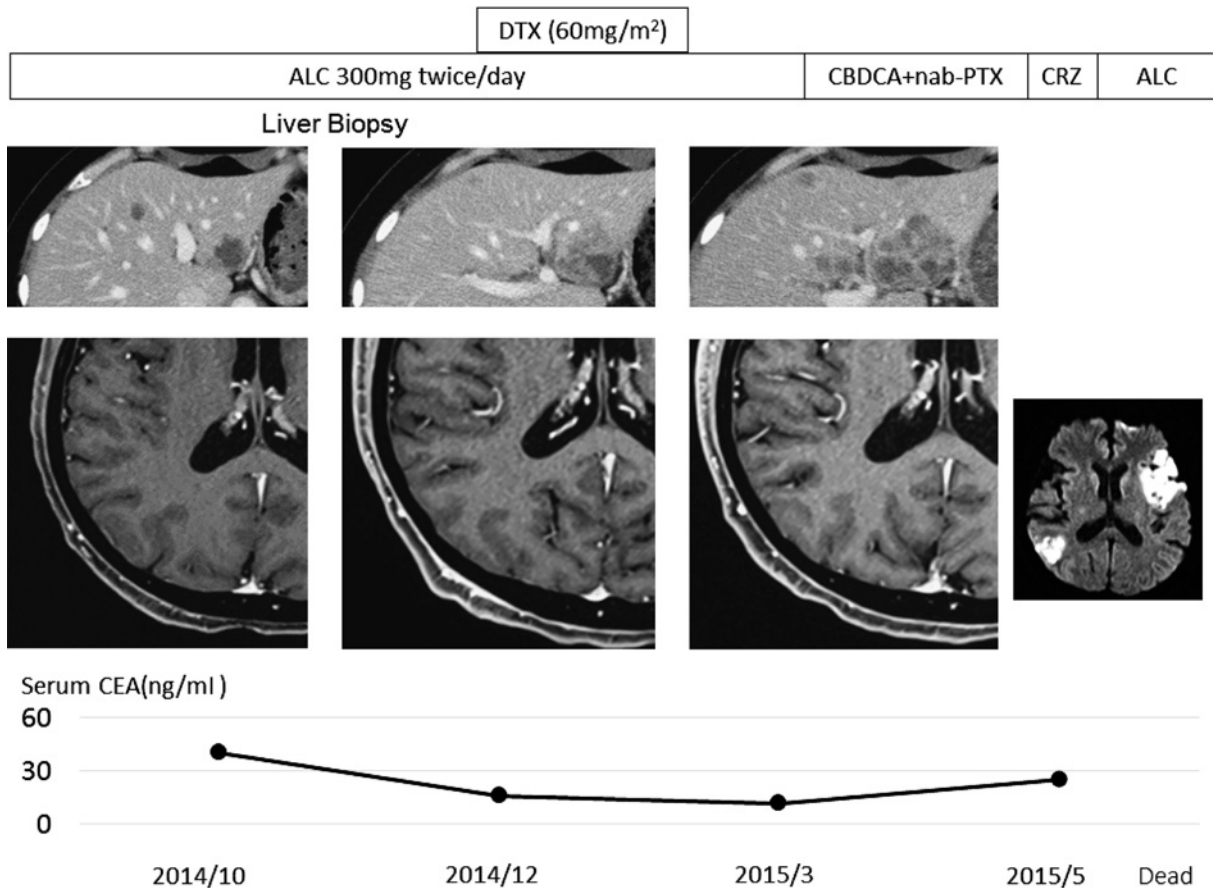 DTX (60mg/m²)
ALC 300mg twice/day
CBDCA+nab-PTX
CRZ
ALC
Liver Biopsy
Serum CEA(ng/ml )
60
30
0
2014/10
2014/12
2015/3
2015/5
Dead